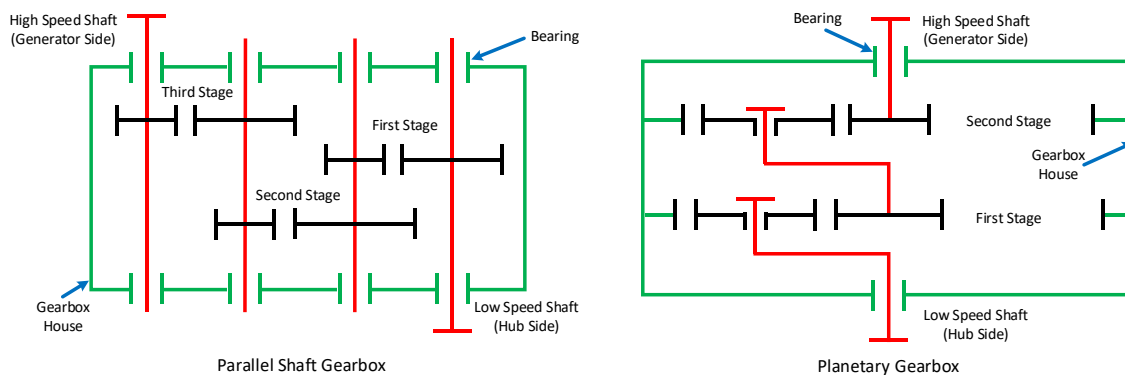 High Speed Shaft
(Generator Side)
Bearing
Third Stage
First Stage
Second Stage
Gearbox
House
Low Speed Shaft
(Hub Side)
Parallel Shaft Gearbox
Bearing
High Speed Shaft
(Generator Side)
Second Stage
Gearbox
House
First Stage
Low Speed Shaft
(Hub Side)
Planetary Gearbox